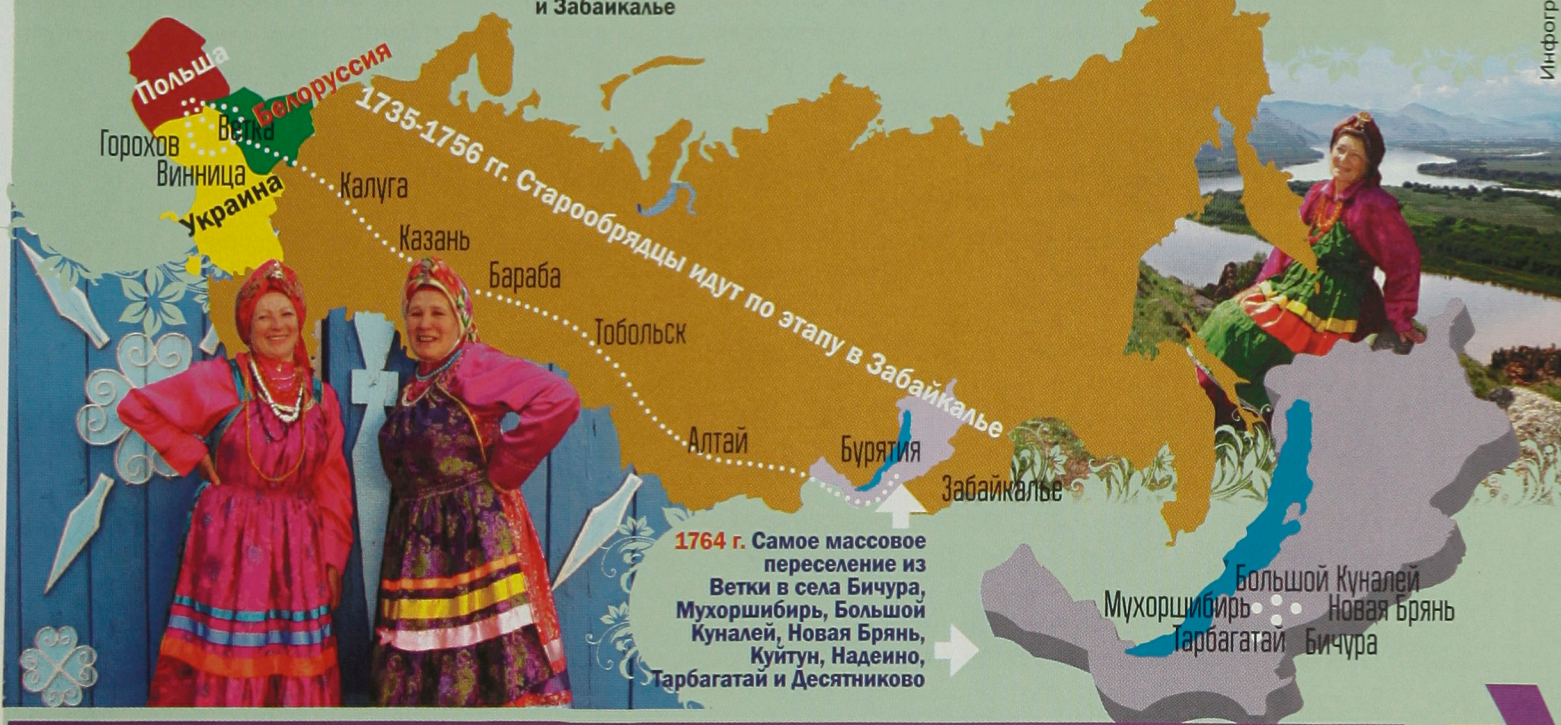 и Забайкалье
Инфогр
Польша
Белоруссия
Ветка
Горохов
Винница
Украина
1735-1756 гг. Старообрядцы идут по этапу в Забайкалье
Калуга
Казань
Бараба
Тобольск
Алтай
Бурятия
Забайкалье
1764 г. Самое массовое
переселение из
Ветки в села Бичура,
Мухоршибирь, Большой
Куналей, Новая Брянь,
Куйтун, Надеино,
Тарбагатай и Десятниково
Большой Куналей
Мухоршибирь
Новая Брянь
Тарбагатай
Бичура